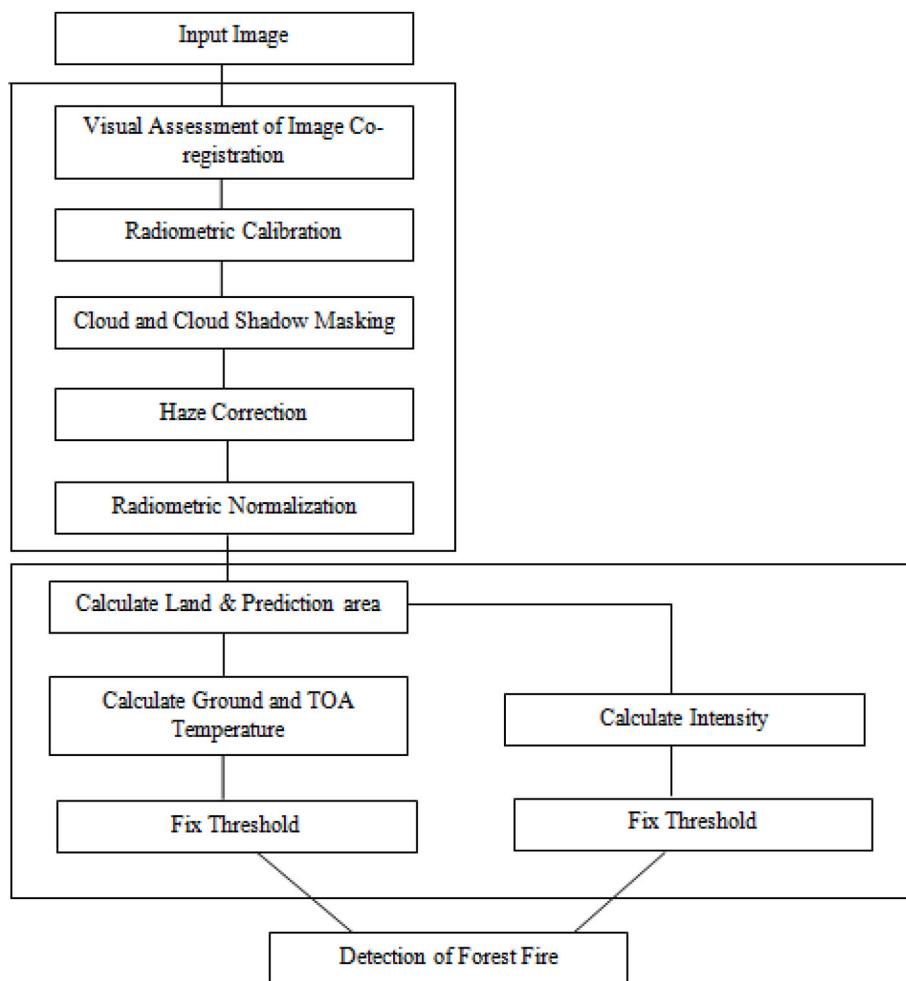 Input Image
Visual Assessment of Image Co-
registration
Radiometric Calibration
Cloud and Cloud Shadow Masking
Haze Correction
Radiometric Normalization
Calculate Land & Prediction area
Calculate Ground and TOA
Temperature
Calculate Intensity
Fix Threshold
Fix Threshold
Detection of Forest Fire